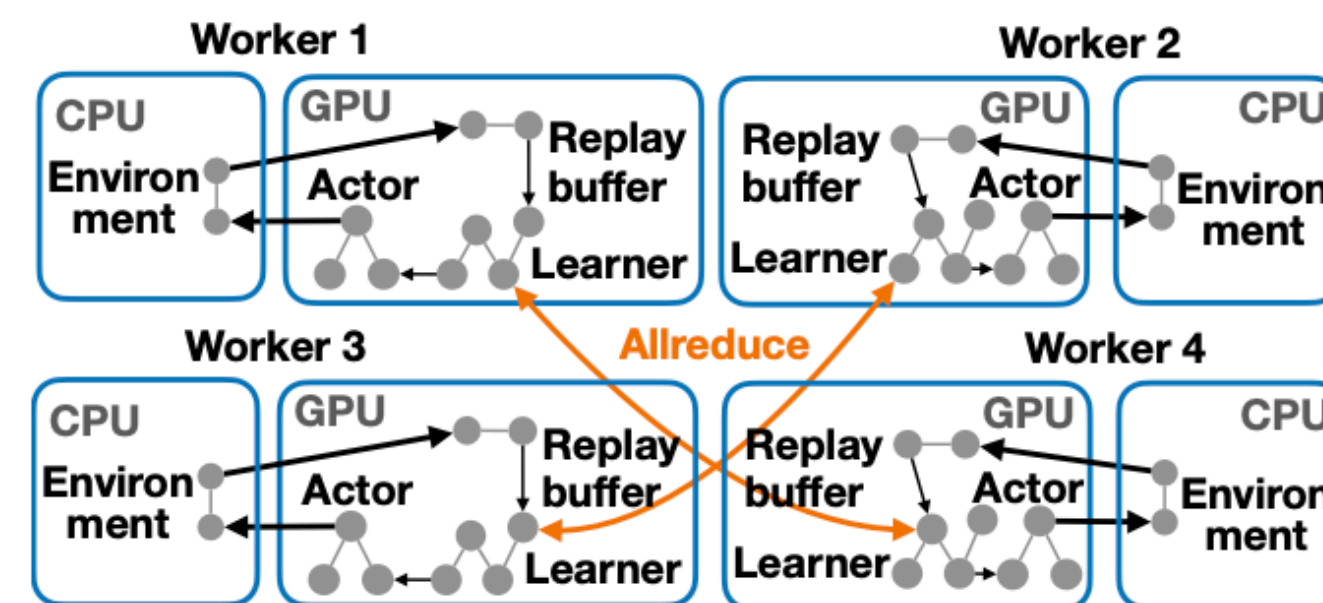 Worker 1
CPU
Environ
ment
GPU
Actor
Replay
buffer
Learner
Worker 2
GPU
Replay
buffer
Actor
Learner
CPU
Environ
ment
Allreduce
Worker 3
CPU
Environ
ment
GPU
Actor
Replay
buffer
Learner
Worker 4
GPU
Replay
buffer
Actor
Learner
CPU
Environ
ment